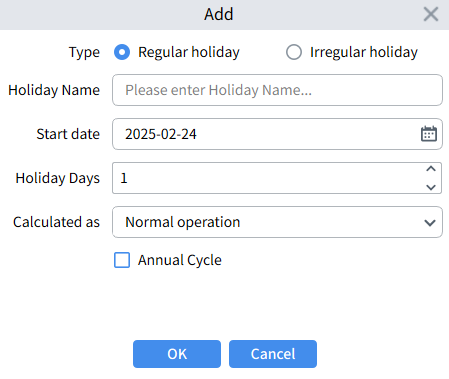 Add
Type Regular holiday Irregular holiday
Holiday Name Please enter Holiday Name...
Start date 2025-02-24
Holiday Days 1
Calculated as Normal operation
Annual Cycle
OK Cancel